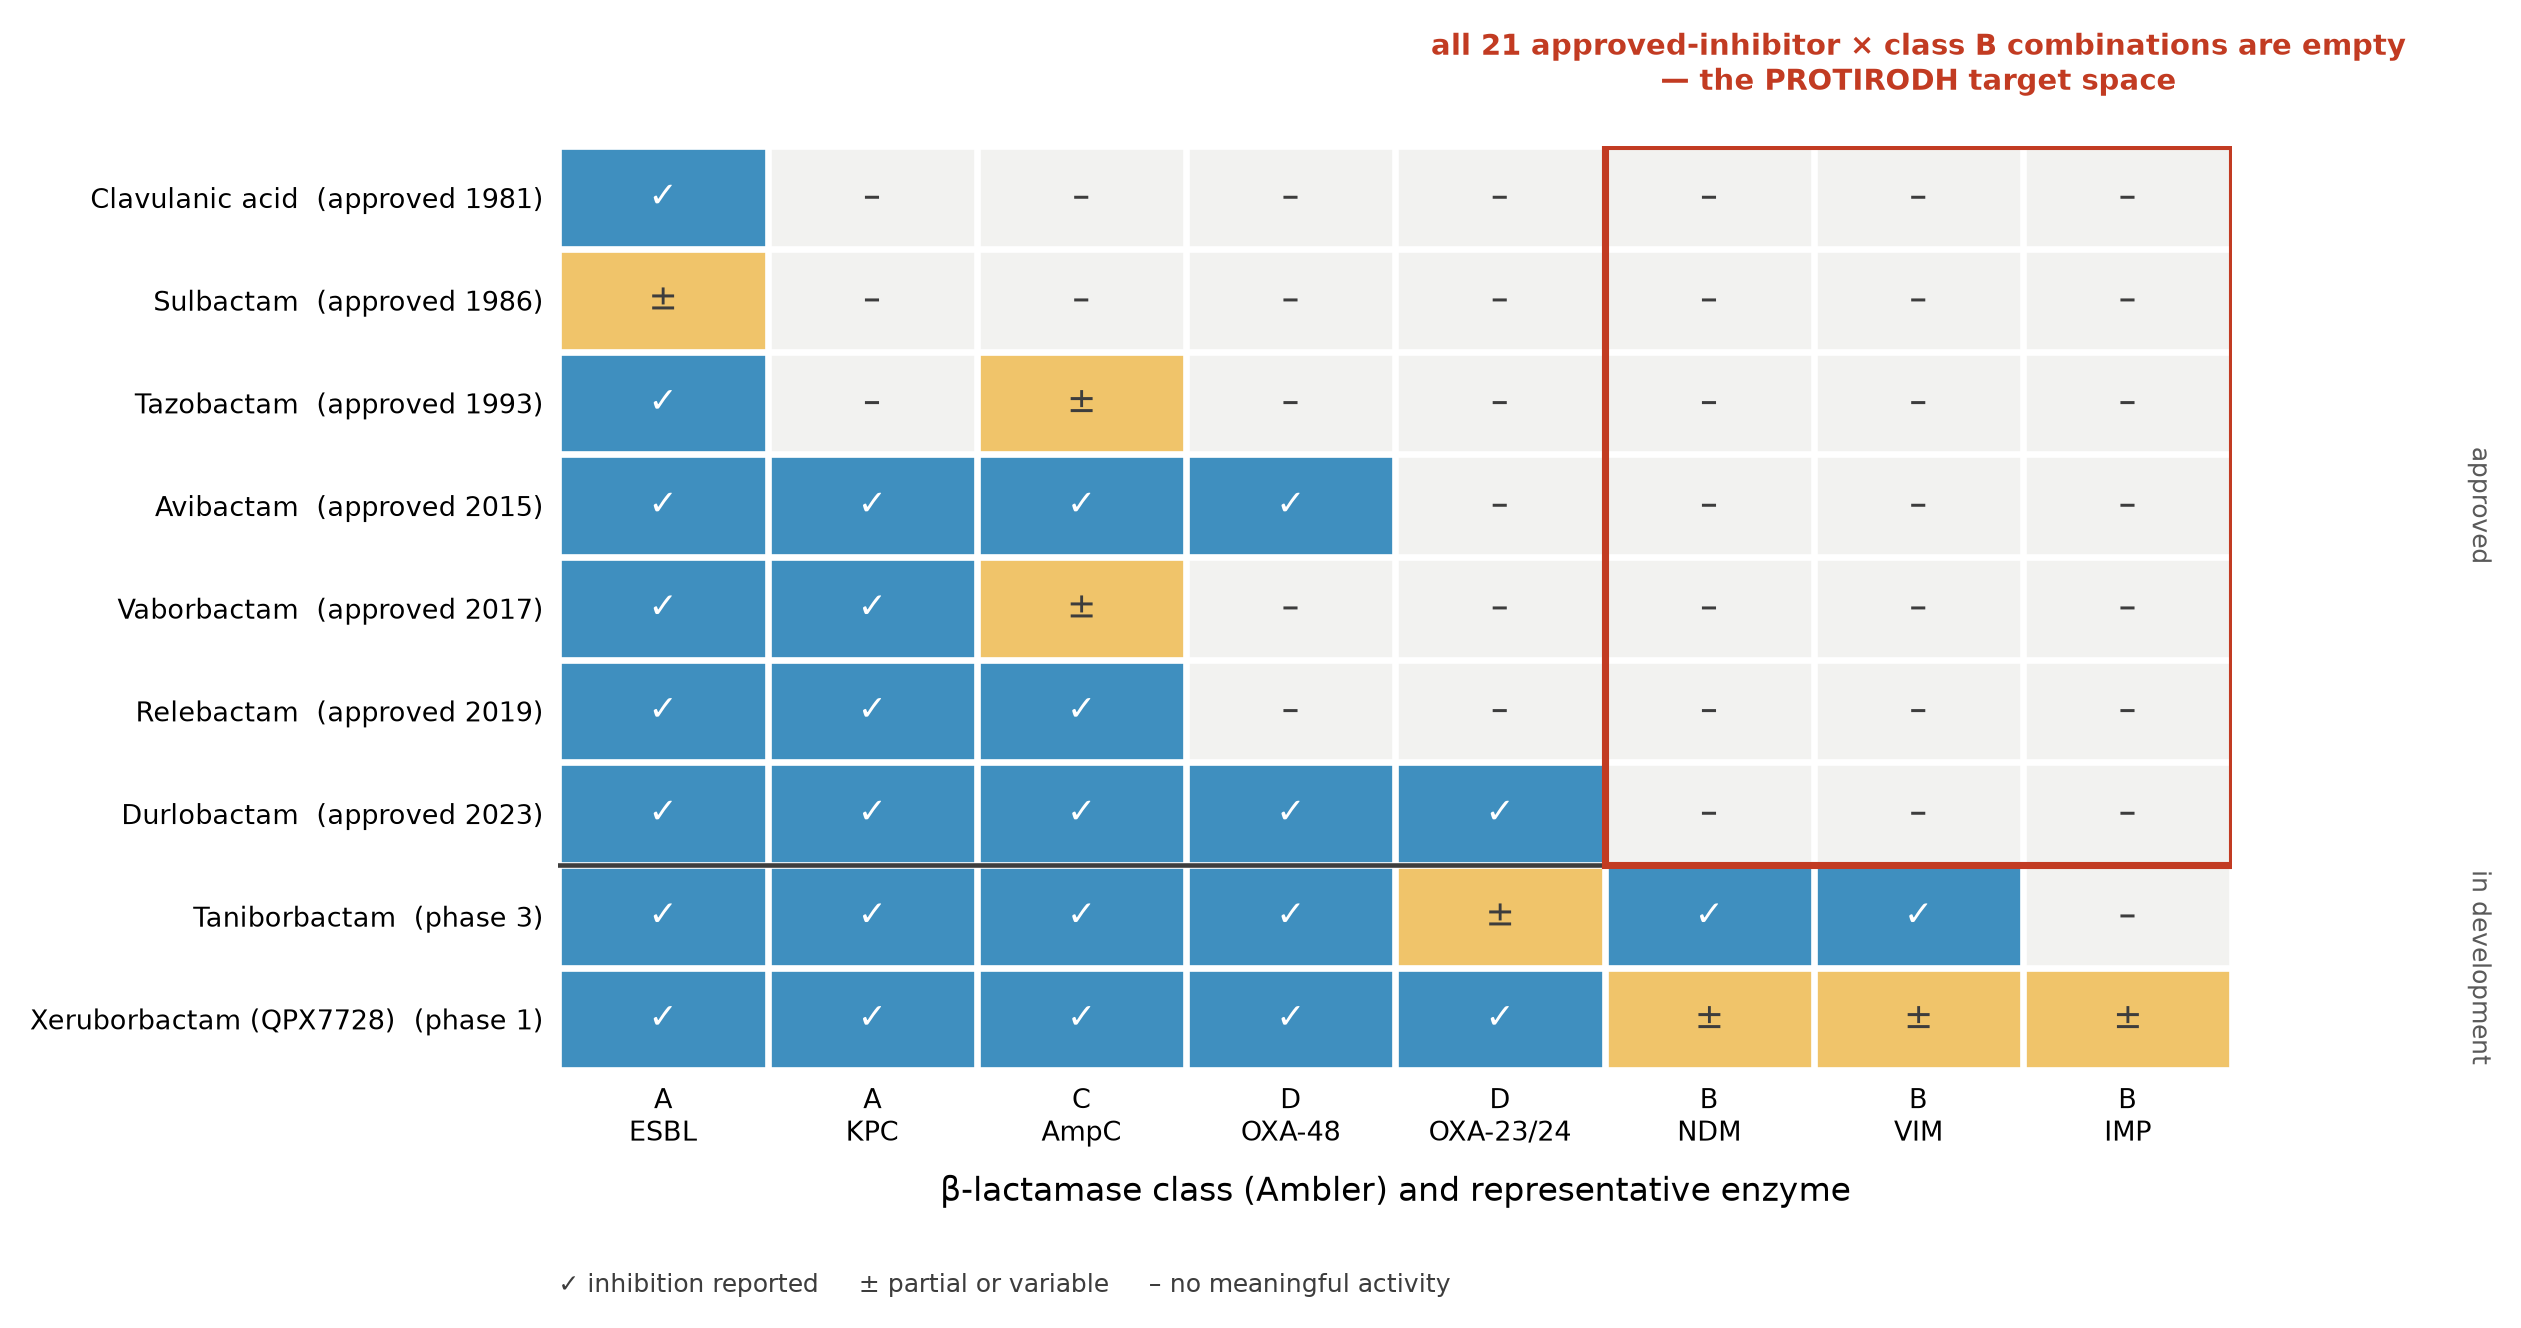 all 21 approved-inhibitor × class B combinations are empty
— the PROTIRODH target space
Clavulanic acid (approved 1981) ✓ – – – – – – –
Sulbactam (approved 1986) ± – – – – – – –
Tazobactam (approved 1993) ✓ – ± – – – – –
Avibactam (approved 2015) ✓ ✓ ✓ ✓ – – – –
Vaborbactam (approved 2017) ✓ ✓ ± – – – – –
Relebactam (approved 2019) ✓ ✓ ✓ – – – – –
Durlobactam (approved 2023) ✓ ✓ ✓ ✓ ✓ – – –
Taniborbactam (phase 3) ✓ ✓ ✓ ✓ ± ✓ ✓ –
Xeruborbactam (QPX7728) (phase 1) ✓ ✓ ✓ ✓ ✓ ± ± ±
approved
in development
A A C D D B B B
ESBL KPC AmpC OXA-48 OXA-23/24 NDM VIM IMP
β-lactamase class (Ambler) and representative enzyme
✓ inhibition reported ± partial or variable – no meaningful activity